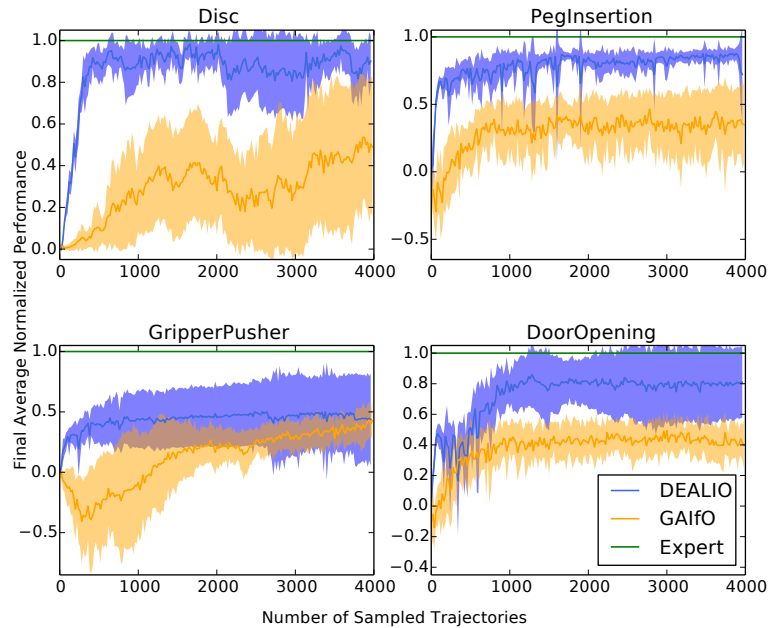 Disc
PegInsertion
1.0
0.8
0.6
0.4
0.2
0.0
0 1000 2000 3000 4000
1.0
0.5
0.0
−0.5
0 1000 2000 3000 4000
GripperPusher
DoorOpening
1.0
0.5
0.0
−0.5
0 1000 2000 3000 4000
1.0
0.8
0.6
0.4
0.2
0.0
−0.2
−0.4
0 1000 2000 3000 4000
DEALIO
GAIfO
Expert
Final Average Normalized Performance
Number of Sampled Trajectories